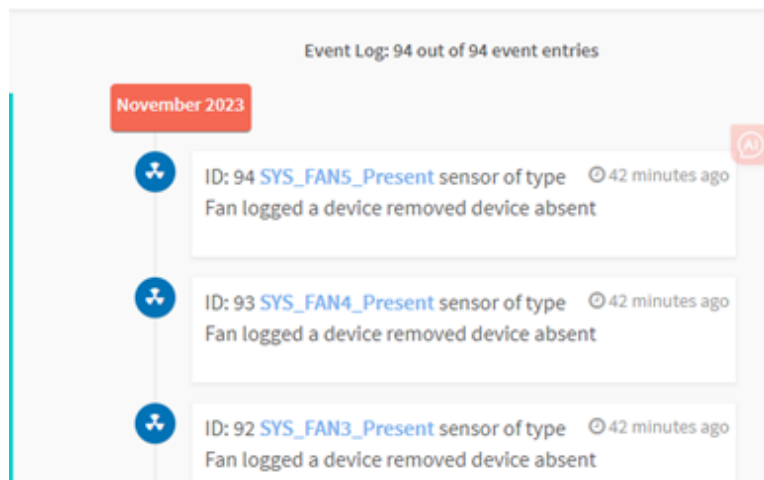 Event Log: 94 out of 94 event entries
November 2023
AI
ID: 94 SYS_FAN5_Present sensor of type 42 minutes ago
Fan logged a device removed device absent
ID: 93 SYS_FAN4_Present sensor of type 42 minutes ago
Fan logged a device removed device absent
ID: 92 SYS_FAN3_Present sensor of type 42 minutes ago
Fan logged a device removed device absent